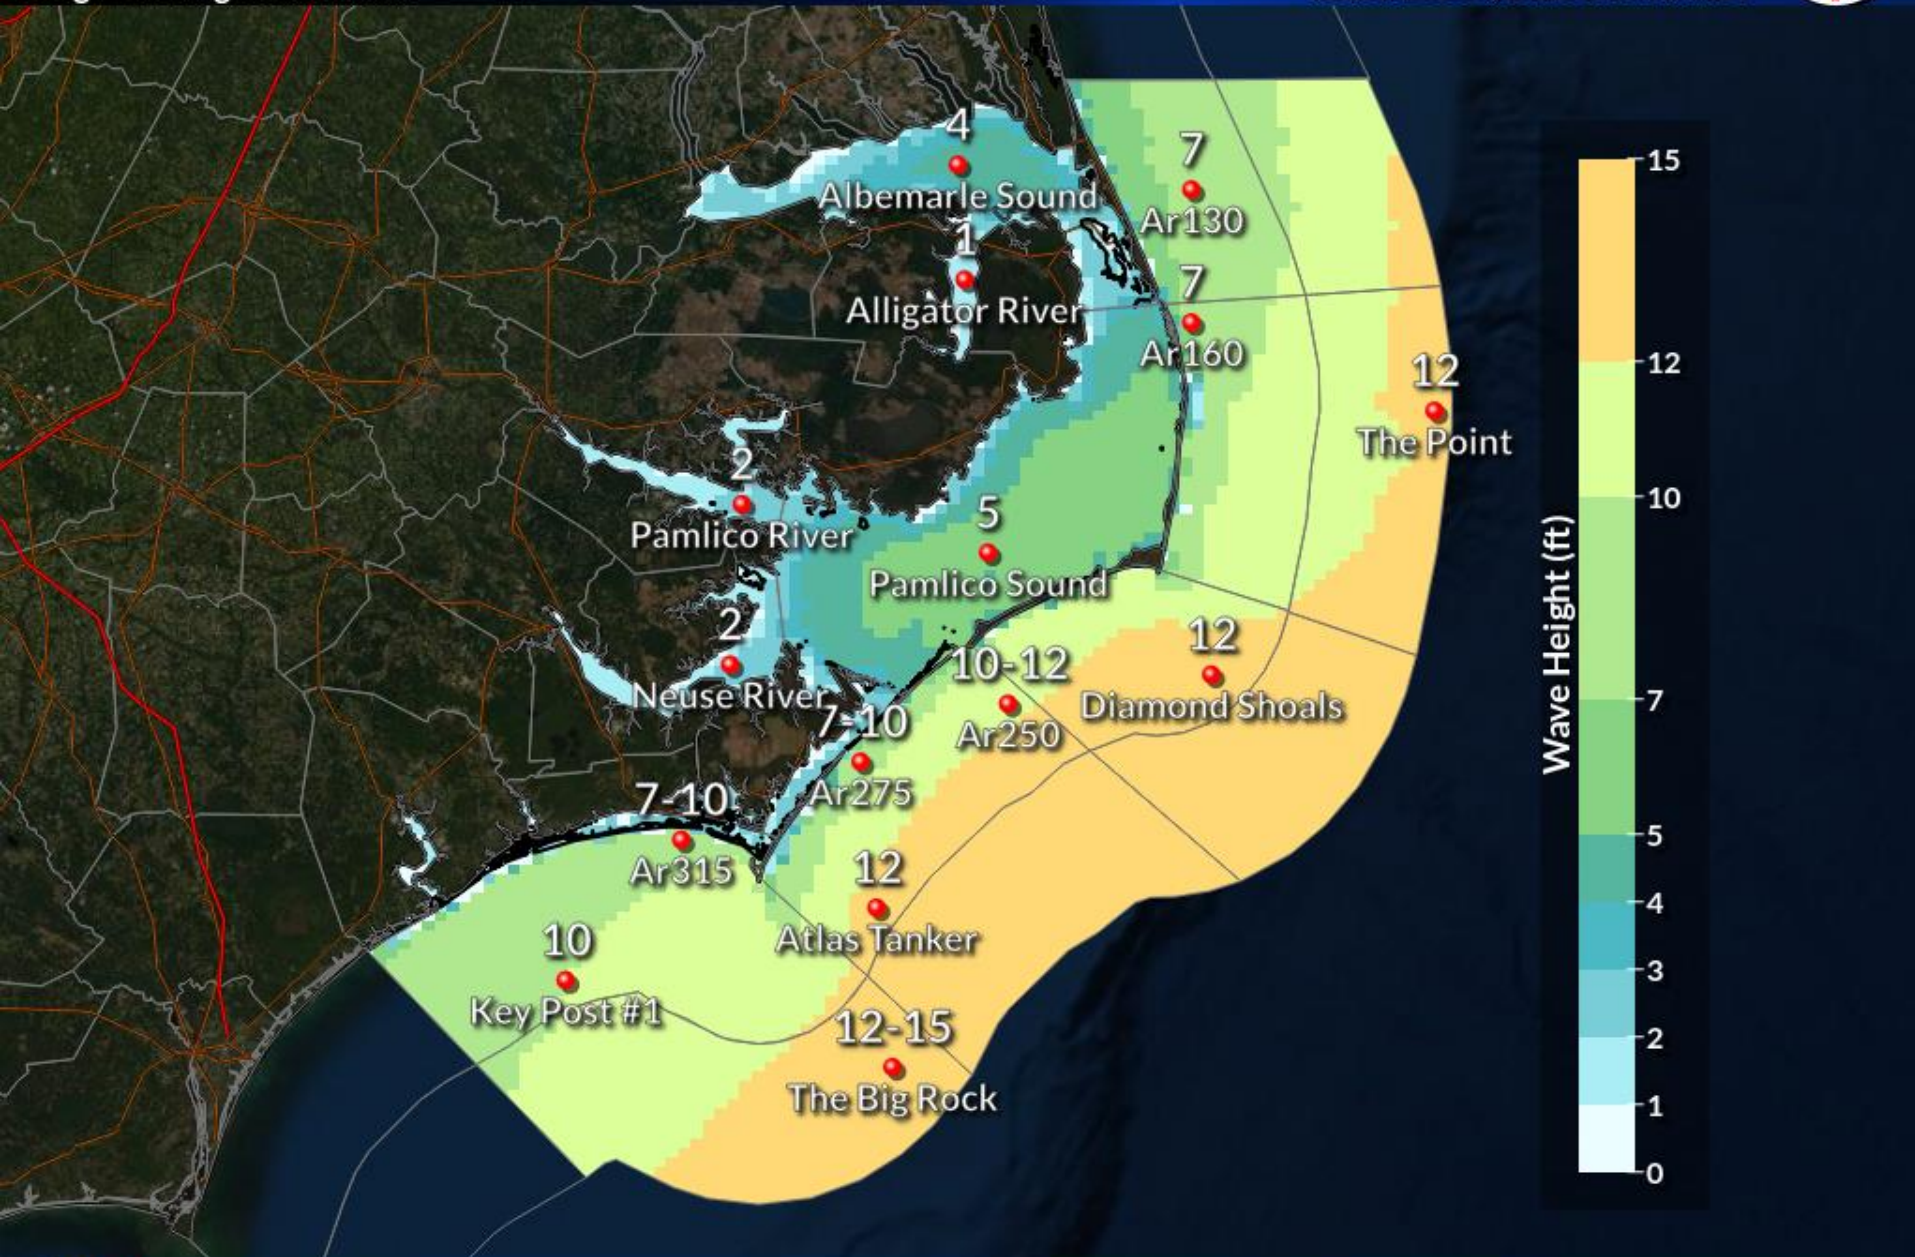 4
Albemarle Sound
7
Ar130
1
Alligator River
7
Ar160
12
The Point
2
Pamlico River
5
Pamlico Sound
2
Neuse River
10-12
Ar250
12
Diamond Shoals
7-10
Ar275
7-10
Ar315
12
Atlas Tanker
10
Key Post #1
12-15
The Big Rock
Wave Height (ft)
15
12
10
7
5
4
3
2
1
0